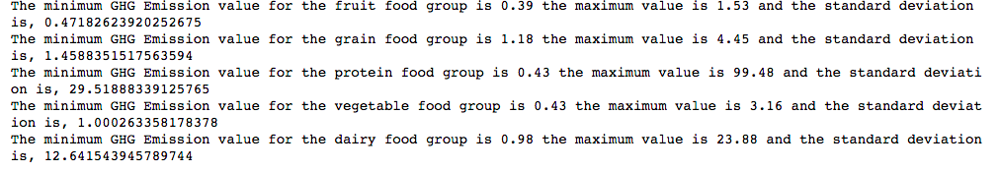 The minimum GHG Emission value for the fruit food group is 0.39 the maximum value is 1.53 and the standard deviation
is, 0.47182623920252675
The minimum GHG Emission value for the grain food group is 1.18 the maximum value is 4.45 and the standard deviation
is, 1.4588351517563594
The minimum GHG Emission value for the protein food group is 0.43 the maximum value is 99.48 and the standard deviati
on is, 29.51888339125765
The minimum GHG Emission value for the vegetable food group is 0.43 the maximum value is 3.16 and the standard deviat
ion is, 1.000263358178378
The minimum GHG Emission value for the dairy food group is 0.98 the maximum value is 23.88 and the standard deviation
is, 12.641543945789744